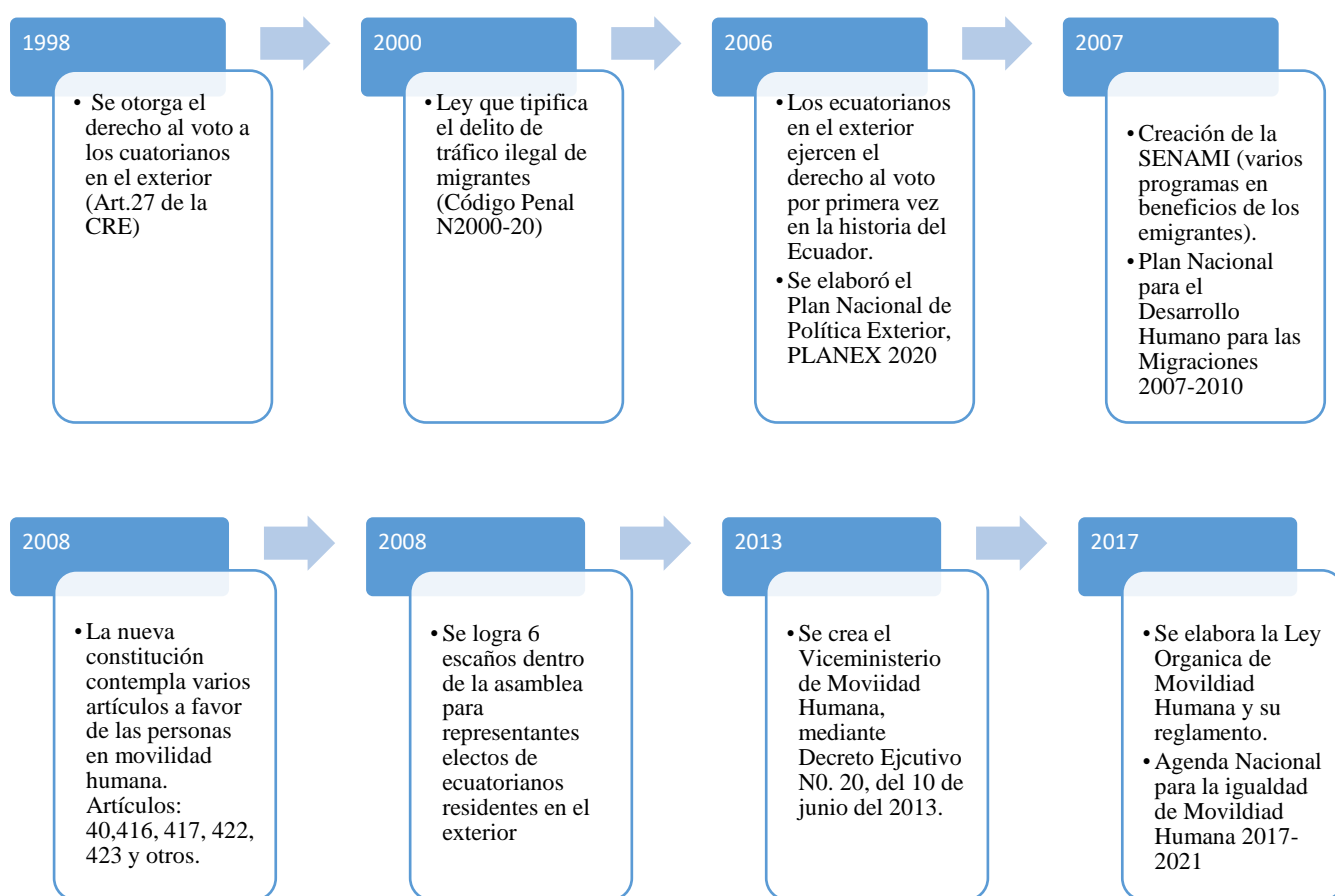 1998
• Se otorga el
derecho al voto a
los cuatorianos
en el exterior
(Art.27 de la
CRE)
2000
• Ley que tipifica
el delito de
tráfico ilegal de
migrantes
(Código Penal
N2000-20)
2006
• Los ecuatorianos
en el exterior
ejercen el
derecho al voto
por primera vez
en la historia del
Ecuador.
• Se elaboró el
Plan Nacional de
Política Exterior,
PLANEX 2020
2007
• Creación de la
SENAMI (varios
programas en
beneficios de los
emigrantes).
• Plan Nacional
para el
Desarrollo
Humano para las
Migraciones
2007-2010
2008
• La nueva
constitución
contempla varios
artículos a favor
de las personas
en movilidad
humana.
Artículos:
40,416, 417, 422,
423 y otros.
2008
• Se logra 6
escaños dentro
de la asamblea
para
representantes
electos de
ecuatorianos
residentes en el
exterior
2013
• Se crea el
Viceministerio
de Moviidad
Humana,
mediante
Decreto Ejcutivo
N0. 20, del 10 de
junio del 2013.
2017
• Se elabora la Ley
Organica de
Movildiad
Humana y su
reglamento.
• Agenda Nacional
para la igualdad
de Movildiad
Humana 2017-
2021